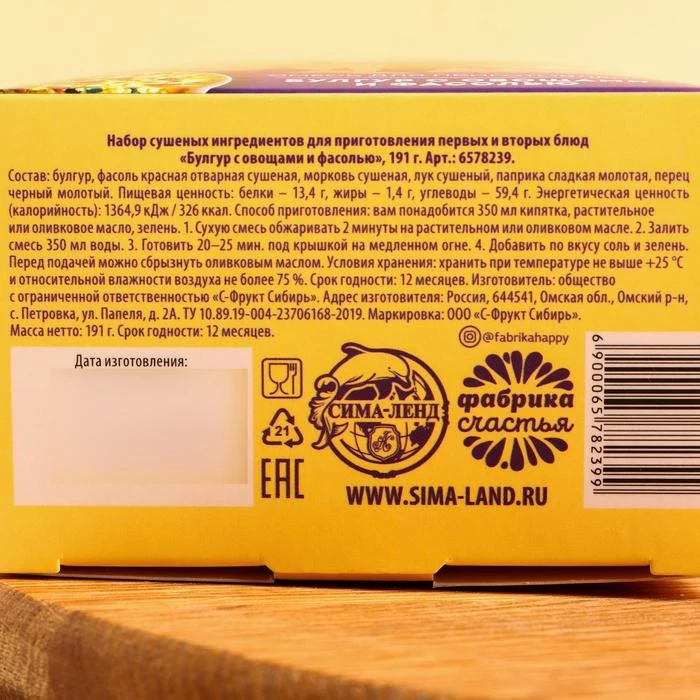 И ФАСОЛЬЮ
Набор сушеных ингредиентов для приготовления первых и вторых блюд
«Булгур с овощами и фасолью», 191 г. Арт.: 6578239.
Состав: булгур, фасоль красная отварная сушеная, морковь сушеная, лук сушеный, паприка сладкая молотая, перец
черный молотый. Пищевая ценность: белки – 13,4 г, жиры – 1,4 г, углеводы – 59,4 г. Энергетическая ценность
(калорийность): 1364,9 кДж / 326 ккал. Способ приготовления: вам понадобится 350 мл кипятка, растительное
или оливковое масло, зелень. 1. Сухую смесь обжаривать 2 минуты на растительном или оливковом масле. 2. Залить
смесь 350 мл воды. 3. Готовить 20–25 мин. под крышкой на медленном огне. 4. Добавить по вкусу соль и зелень.
Перед подачей можно сбрызнуть оливковым маслом. Условия хранения: хранить при температуре не выше +25 °С
и относительной влажности воздуха не более 75 %. Срок годности: 12 месяцев. Изготовитель: общество
с ограниченной ответственностью «С-Фрукт Сибирь». Адрес изготовителя: Россия, 644541, Омская обл., Омский р-н,
с. Петровка, ул. Папеля, д. 2А. ТУ 10.89.19-004-23706168-2019. Маркировка: ООО «С-Фрукт Сибирь».
Масса нетто: 191 г. Срок годности: 12 месяцев.
@fabrikahappy
Дата изготовления:
21
EAC
СИМА-ЛЕНД
фабрика
счастья
WWW.SIMA-LAND.RU
6900065782399